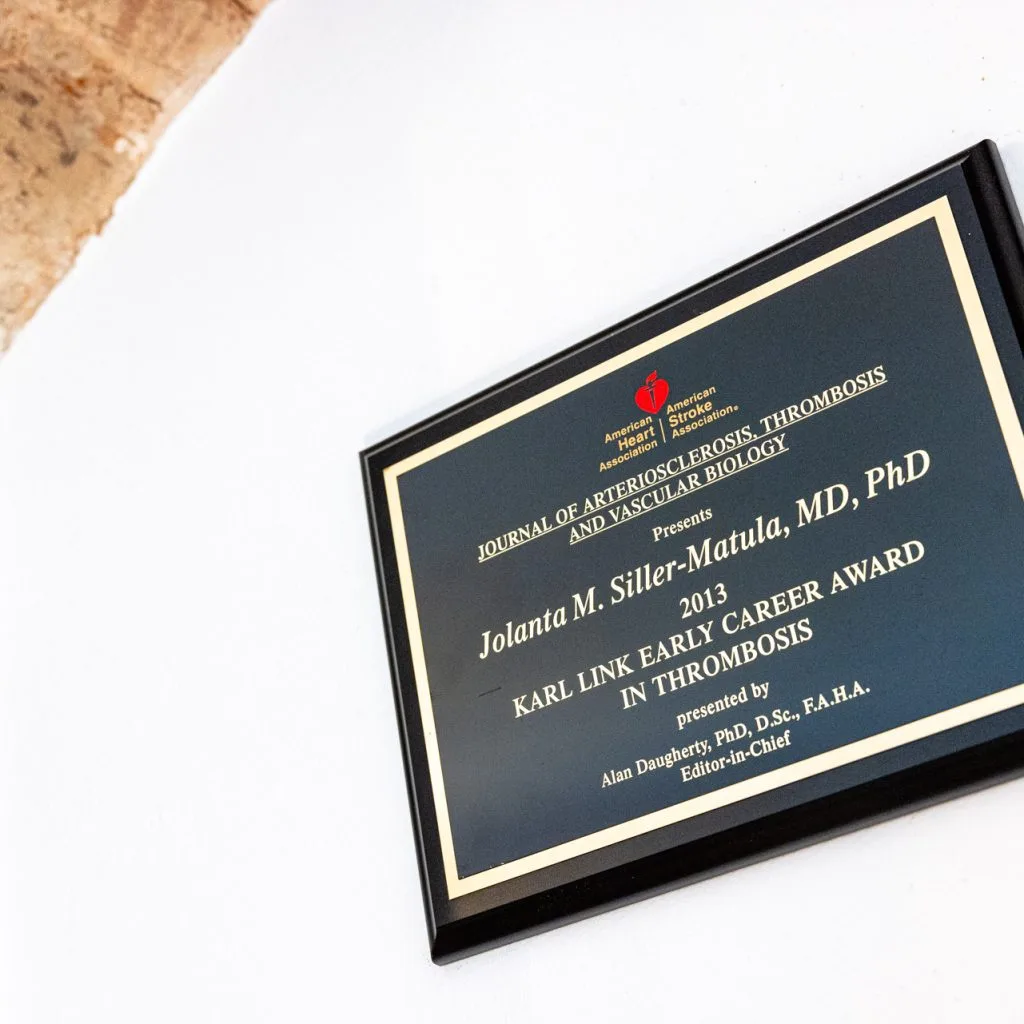 American Heart Association
American Stroke Association®
JOURNAL OF ARTERIOSCLEROSIS, THROMBOSIS
AND VASCULAR BIOLOGY
Presents
Jolanta M. Siller-Matula, MD, PhD
2013
KARL LINK EARLY CAREER AWARD
IN THROMBOSIS
presented by
Alan Daugherty, PhD, D.Sc., F.A.H.A.
Editor-in-Chief